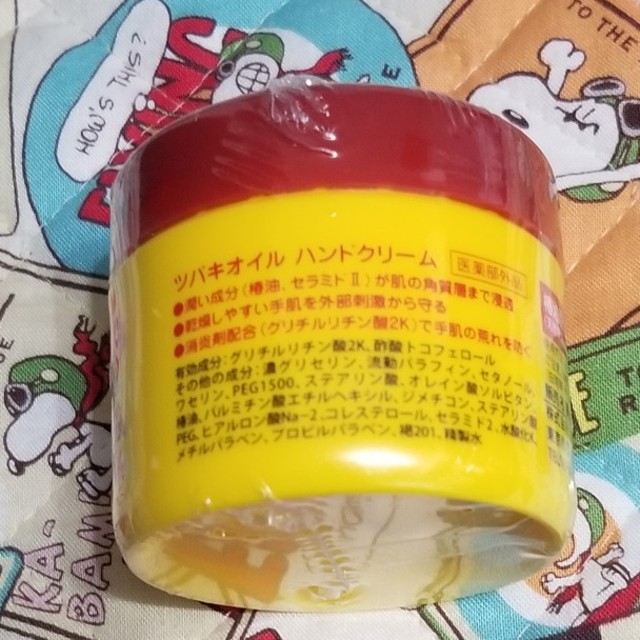 HOW'S THIS?
TO THE
ツバキオイル ハンドクリーム 医薬部外品
●潤い成分(椿油、セラミドⅡ)が肌の角質層まで浸透
●乾燥しやすい手肌を外部刺激から守る
●消炎剤配合(グリチルリチン酸2K)で手肌の荒れを防ぐ
有効成分:グリチルリチン酸2K、酢酸トコフェロール
その他の成分:濃グリセリン、流動パラフィン、セタノール、
ワセリン、PEG1500、ステアリン酸、オレイン酸ソルビタン、
椿油、パルミチン酸エチルヘキシル、ジメチコン、ステアリン酸
PEG、ヒアルロン酸Na-2、コレステロール、セラミド2、水酸化K、
メチルパラベン、プロピルパラベン、褐201、精製水
KA-
BAM